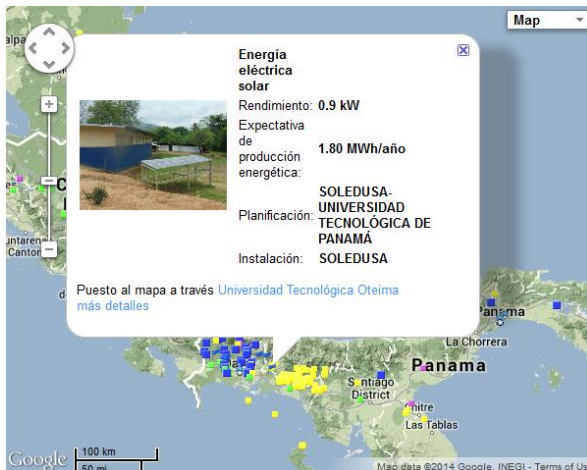 Map
Energía
eléctrica
solar
Rendimiento: 0.9 kW
Expectativa
de
producción
energética:
1.80 MWh/año
Planificación:
SOLEDUSA-
UNIVERSIDAD
TECNOLÓGICA DE
PANAMÁ
Instalación: SOLEDUSA
Puesto al mapa a través Universidad Tecnológica Oteima
más detalles
Panama
La Chorrera
Panama
Santiago
District
Chitre
Las Tablas
100 km
50 mi
Google
Map data ©2014 Google, INEGI - Terms of Us